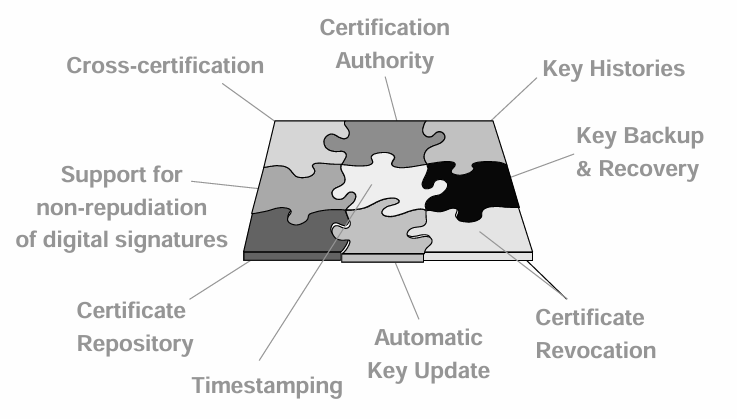 Certification
Authority
Cross-certification
Key Histories
Key Backup
& Recovery
Support for
non-repudiation
of digital signatures
Certificate
Repository
Certificate
Revocation
Automatic
Key Update
Timestamping